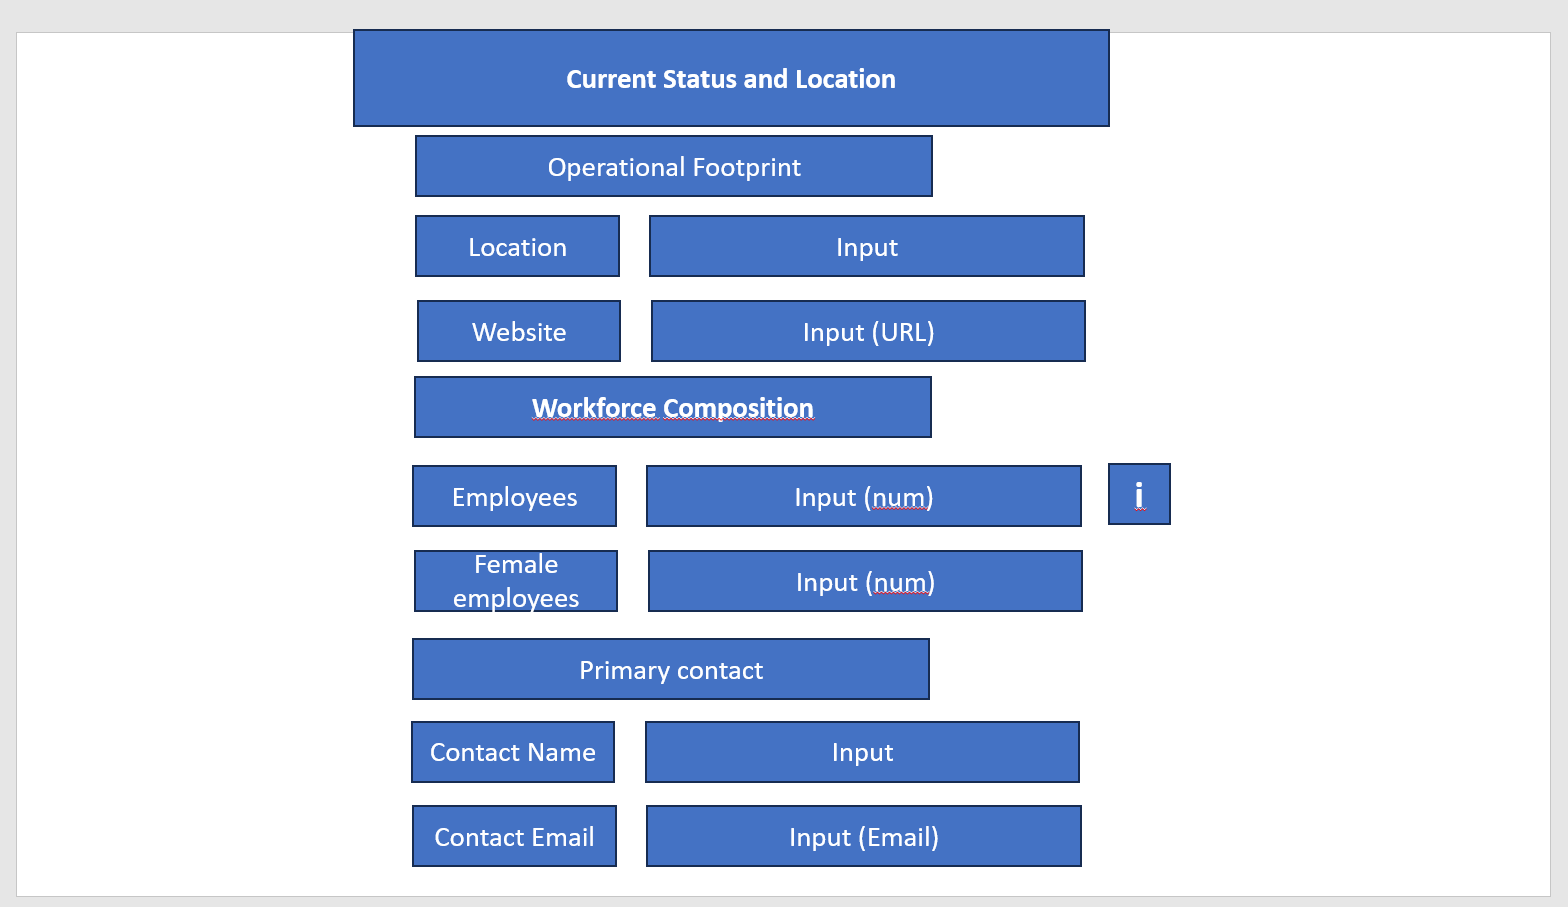 Current Status and Location
Operational Footprint
Location
Input
Website
Input (URL)
Workforce Composition
Employees
Input (num)
i
Female
employees
Input (num)
Primary contact
Contact Name
Input
Contact Email
Input (Email)